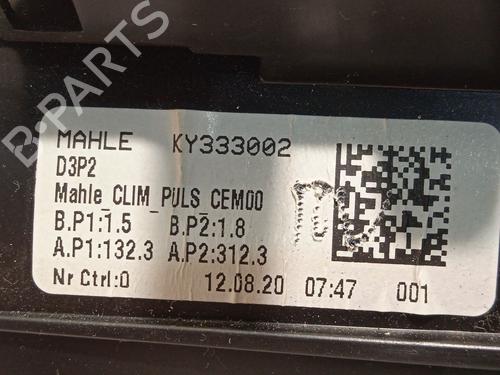 MAHLE KY333002
D3P2
Mahle_CLIM_PULS_CEM00
B.P1:1.5 B.P2:1.8
A.P1:132.3 A.P2:312.3
Nr Ctrl:0 12.08.20 07:47 001
B-PARTS